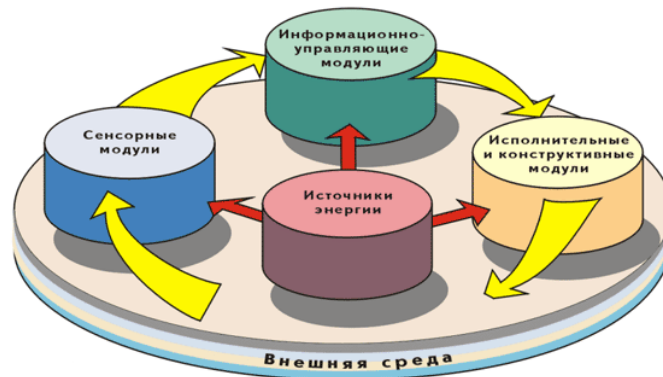 Информационно-
управляющие
модули
Сенсорные
модули
Исполнительные
и конструктивные
модули
Источники
энергии
Внешняя среда